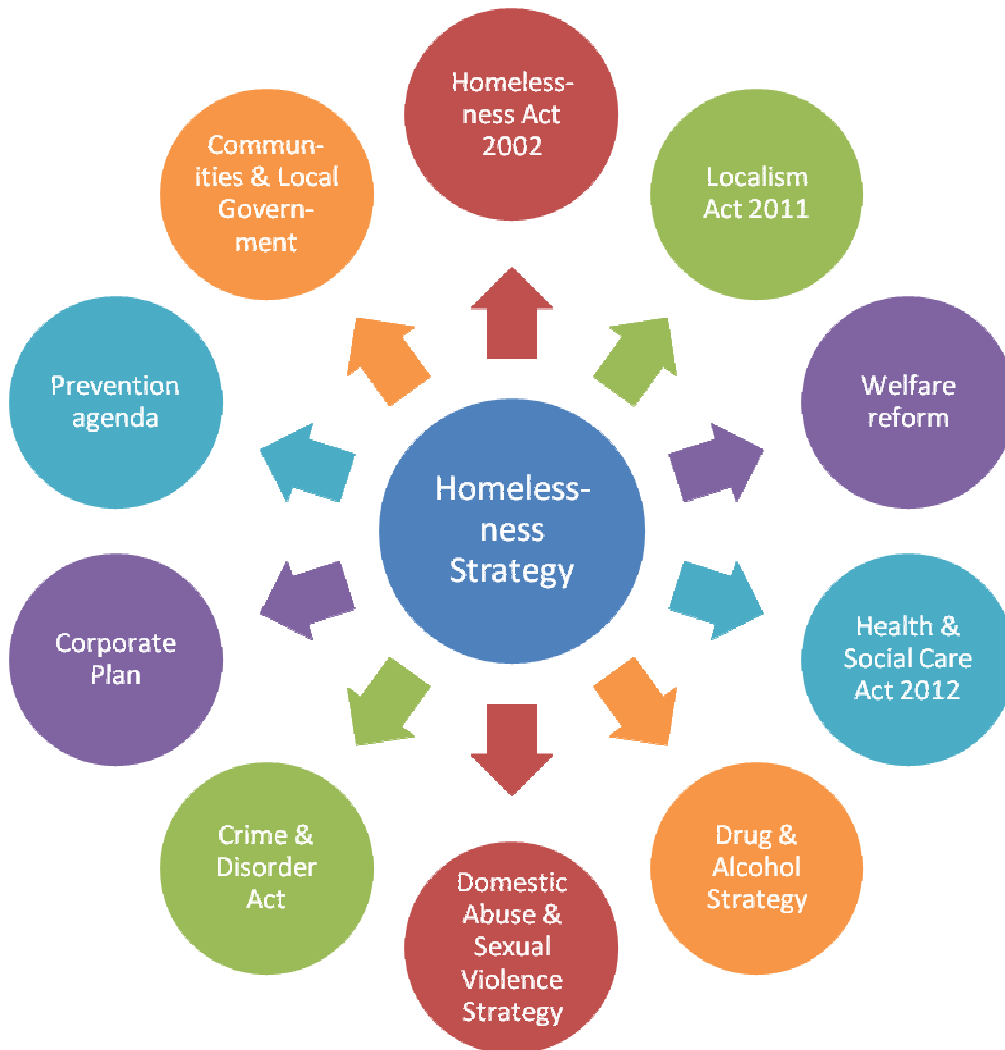 Homeless-
ness Act
2002
Localism
Act 2011
Welfare
reform
Health &
Social Care
Act 2012
Drug &
Alcohol
Strategy
Domestic
Abuse &
Sexual
Violence
Strategy
Crime &
Disorder
Act
Corporate
Plan
Prevention
agenda
Commun-
ities & Local
Govern-
ment
Homeless-
ness
Strategy